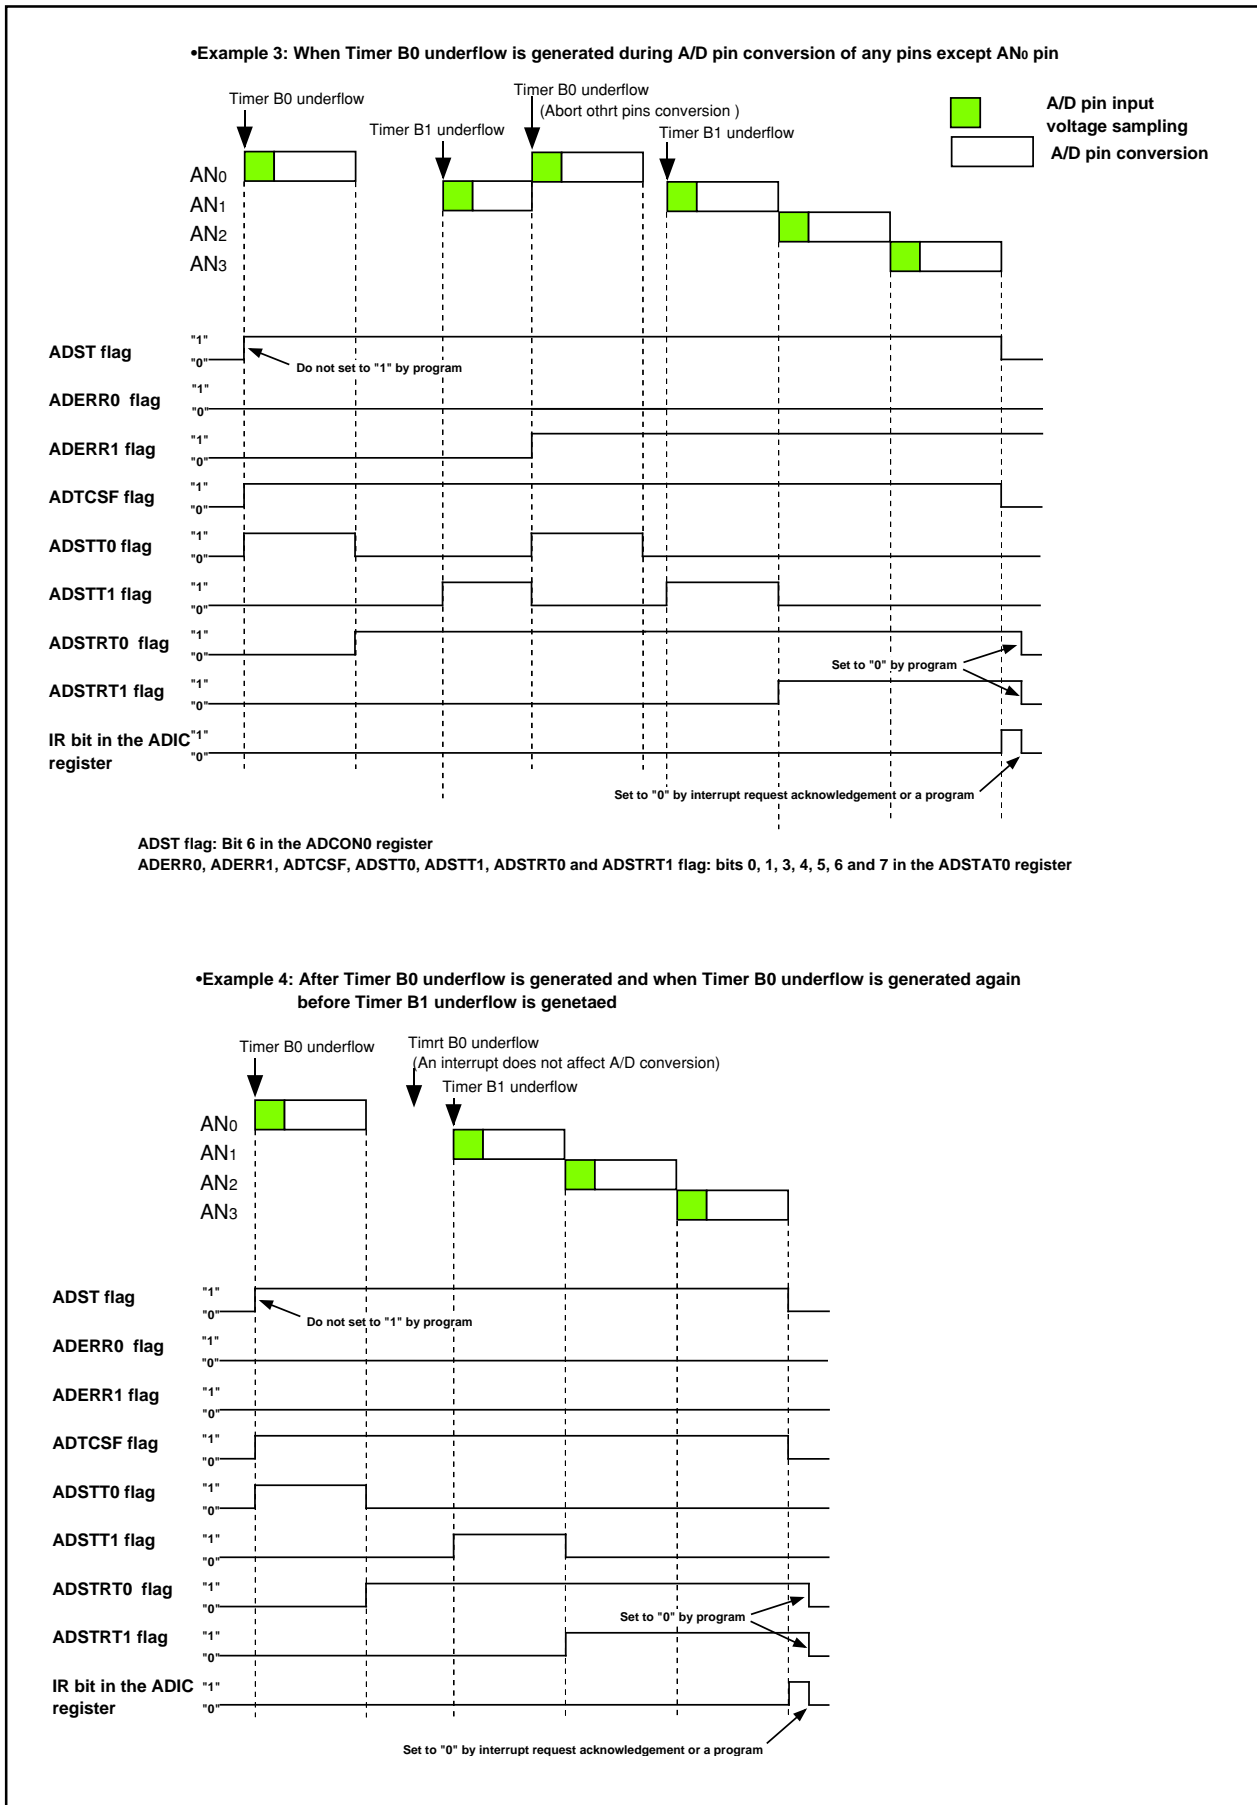 •Example 3: When Timer B0 underflow is generated during A/D pin conversion of any pins except AN0 pin
Timer B0 underflow
Timer B1 underflow
Timer B0 underflow
(Abort othrt pins conversion )
Timer B1 underflow
A/D pin input
voltage sampling
A/D pin conversion
AN0
AN1
AN2
AN3
ADST flag
"1"
"0"
Do not set to "1" by program
ADERR0 flag
"1"
"0"
ADERR1 flag
"1"
"0"
ADTCSF flag
"1"
"0"
ADSTT0 flag
"1"
"0"
ADSTT1 flag
"1"
"0"
ADSTRT0 flag
"1"
"0"
Set to "0" by program
ADSTRT1 flag
"1"
"0"
IR bit in the ADIC
register
"1"
"0"
Set to "0" by interrupt request acknowledgement or a program
ADST flag: Bit 6 in the ADCON0 register
ADERR0, ADERR1, ADTCSF, ADSTT0, ADSTT1, ADSTRT0 and ADSTRT1 flag: bits 0, 1, 3, 4, 5, 6 and 7 in the ADSTAT0 register
•Example 4: After Timer B0 underflow is generated and when Timer B0 underflow is generated again
before Timer B1 underflow is genetaed
Timer B0 underflow
Timrt B0 underflow
(An interrupt does not affect A/D conversion)
Timer B1 underflow
AN0
AN1
AN2
AN3
ADST flag
"1"
"0"
Do not set to "1" by program
ADERR0 flag
"1"
"0"
ADERR1 flag
"1"
"0"
ADTCSF flag
"1"
"0"
ADSTT0 flag
"1"
"0"
ADSTT1 flag
"1"
"0"
ADSTRT0 flag
"1"
"0"
Set to "0" by program
ADSTRT1 flag
"1"
"0"
IR bit in the ADIC
register
"1"
"0"
Set to "0" by interrupt request acknowledgement or a program